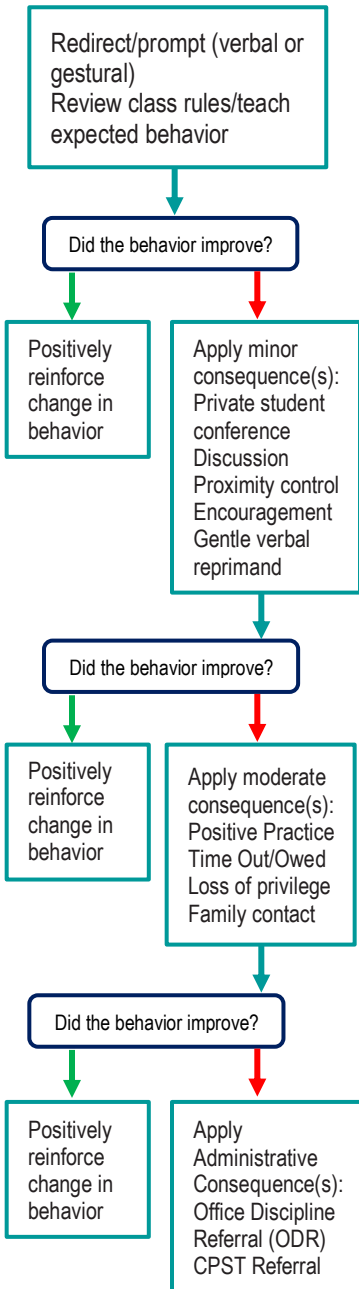 Redirect/prompt (verbal or
gestural)
Review class rules/teach
expected behavior
Did the behavior improve?
Positively
reinforce
change in
behavior
Apply minor
consequence(s):
Private student
conference
Discussion
Proximity control
Encouragement
Gentle verbal
reprimand
Did the behavior improve?
Positively
reinforce
change in
behavior
Apply moderate
consequence(s):
Positive Practice
Time Out/Owed
Loss of privilege
Family contact
Did the behavior improve?
Positively
reinforce
change in
behavior
Apply
Administrative
Consequence(s):
Office Discipline
Referral (ODR)
CPST Referral